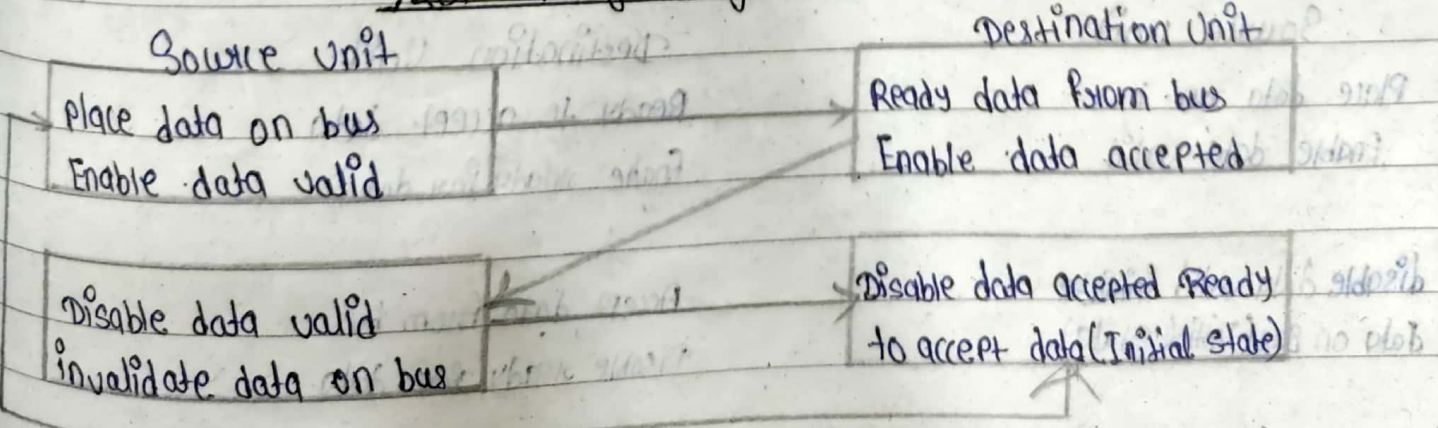 Source Unit
Destination Unit
Place data on bus
Enable data valid
Ready data from bus
Enable data accepted
Disable data valid
invalidate data on bus
Disable data accepted Ready
to accept data (Initial state)